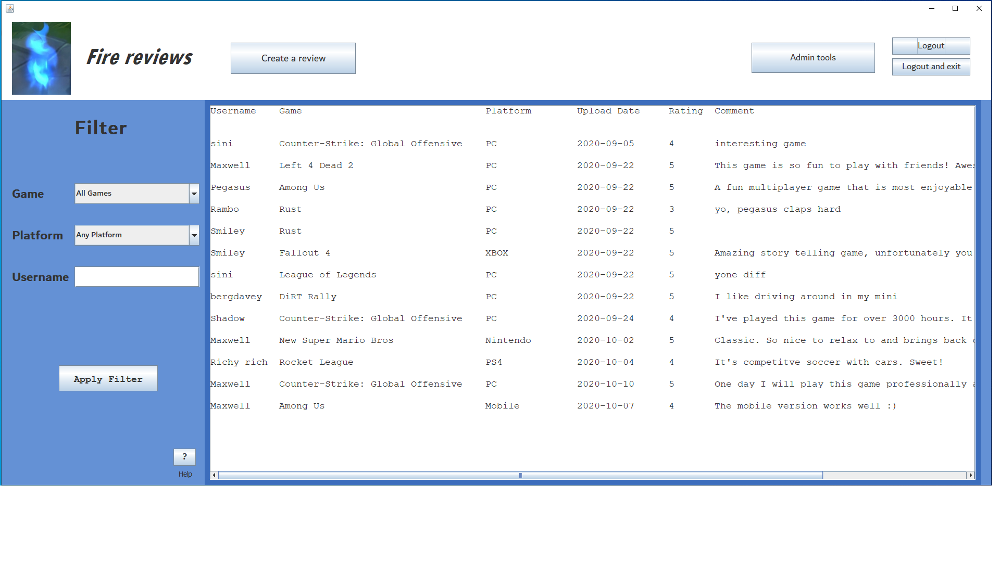 Fire reviews
Create a review
Admin tools
Logout
Logout and exit
Filter
Game All Games
Platform Any Platform
Username
Apply Filter
?
Help
Username Game Platform Upload Date Rating Comment
sini Counter-Strike: Global Offensive PC 2020-09-05 4 interesting game
Maxwell Left 4 Dead 2 PC 2020-09-22 5 This game is so fun to play with friends!
Pegasus Among Us PC 2020-09-22 5 A fun multiplayer game that is most enjoyable
Rambo Rust PC 2020-09-22 3 yo, pegasus claps hard
Smiley Rust PC 2020-09-22 5
Smiley Fallout 4 XBOX 2020-09-22 5 Amazing story telling game, unfortunately you
sini League of Legends PC 2020-09-22 5 yone diff
bergdavey DiRT Rally PC 2020-09-22 5 I like driving around in my mini
Shadow Counter-Strike: Global Offensive PC 2020-09-24 4 I've played this game for over 3000 hours. It
Maxwell New Super Mario Bros Nintendo 2020-10-02 5 Classic. So nice to relax to and brings back
Richy rich Rocket League PS4 2020-10-04 4 It's competitve soccer with cars. Sweet!
Maxwell Counter-Strike: Global Offensive PC 2020-10-10 5 One day I will play this game professionally
Maxwell Among Us Mobile 2020-10-07 4 The mobile version works well :)